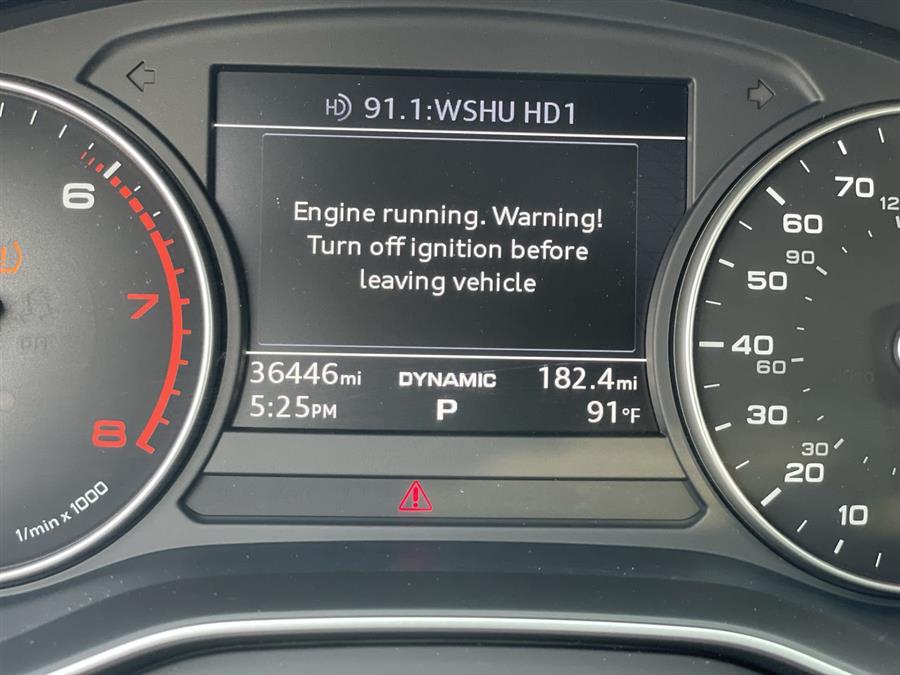 HD 91.1:WSHU HD1
Engine running. Warning!
Turn off ignition before
leaving vehicle
36446mi DYNAMIC 182.4mi
5:25PM P 91°F
6
7
8
1/min x 1000
70
60
90
50
40
60
30
30
20
10